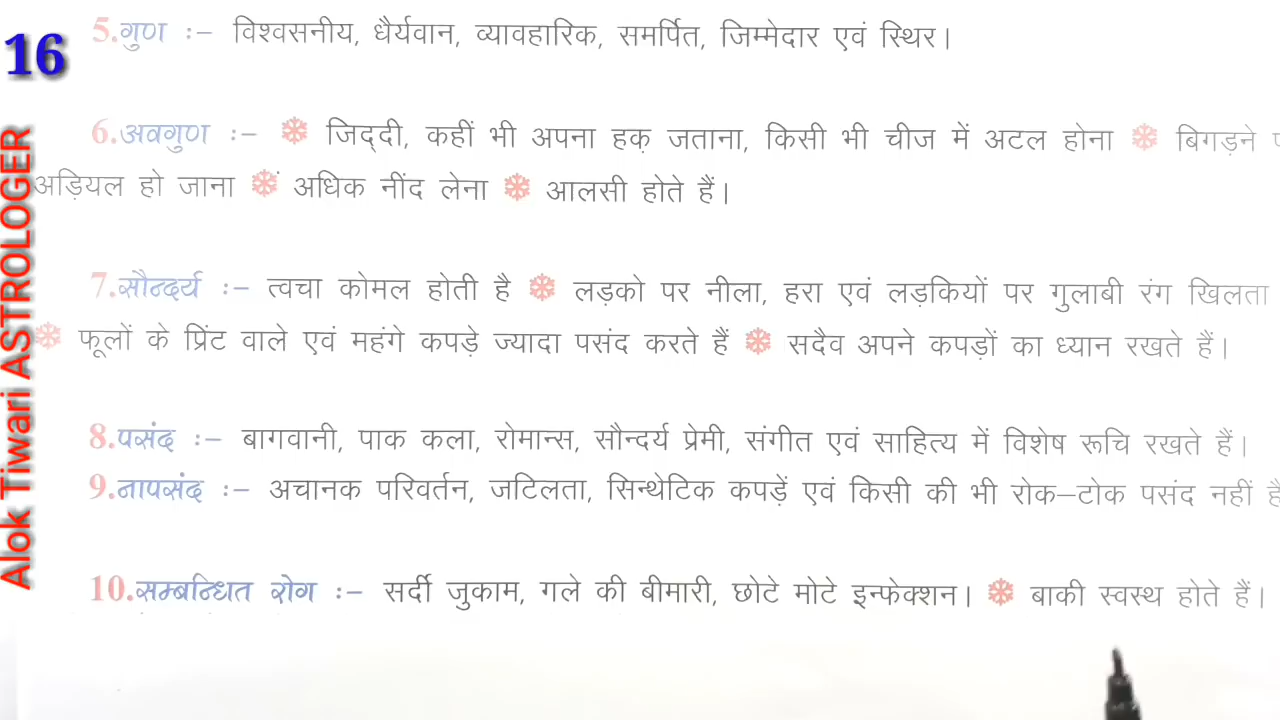 16
Alok Tiwari ASTROLOGER
5.गुण :– विश्वसनीय, धैर्यवान, व्यावहारिक, समर्पित, जिम्मेदार एवं स्थिर।
6.अवगुण :– ❄ जिद्दी, कहीं भी अपना हक़ जताना, किसी भी चीज में अटल होना ❄ बिगड़ने
अड़ियल हो जाना ❄ अधिक नींद लेना ❄ आलसी होते हैं।
7.सौन्दर्य :– त्वचा कोमल होती है ❄ लड़को पर नीला, हरा एवं लड़कियों पर गुलाबी रंग खिलता
❄ फूलों के प्रिंट वाले एवं महंगे कपड़े ज्यादा पसंद करते हैं ❄ सदैव अपने कपड़ों का ध्यान रखते हैं।
8.पसंद :– बागवानी, पाक कला, रोमान्स, सौन्दर्य प्रेमी, संगीत एवं साहित्य में विशेष रूचि रखते हैं।
9.नापसंद :– अचानक परिवर्तन, जटिलता, सिन्थेटिक कपड़ें एवं किसी की भी रोक–टोक पसंद नहीं
10.सम्बन्धित रोग :– सर्दी जुकाम, गले की बीमारी, छोटे मोटे इन्फेक्शन। ❄ बाकी स्वस्थ होते हैं।